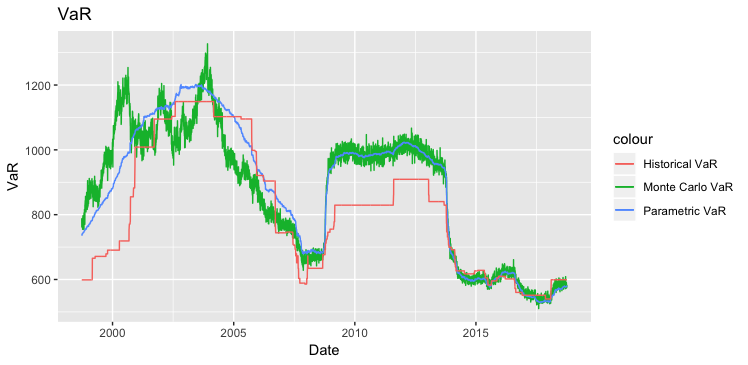 VaR
1200
1000
800
600
VaR
2000
2005
2010
2015
Date
colour
Historical VaR
Monte Carlo VaR
Parametric VaR